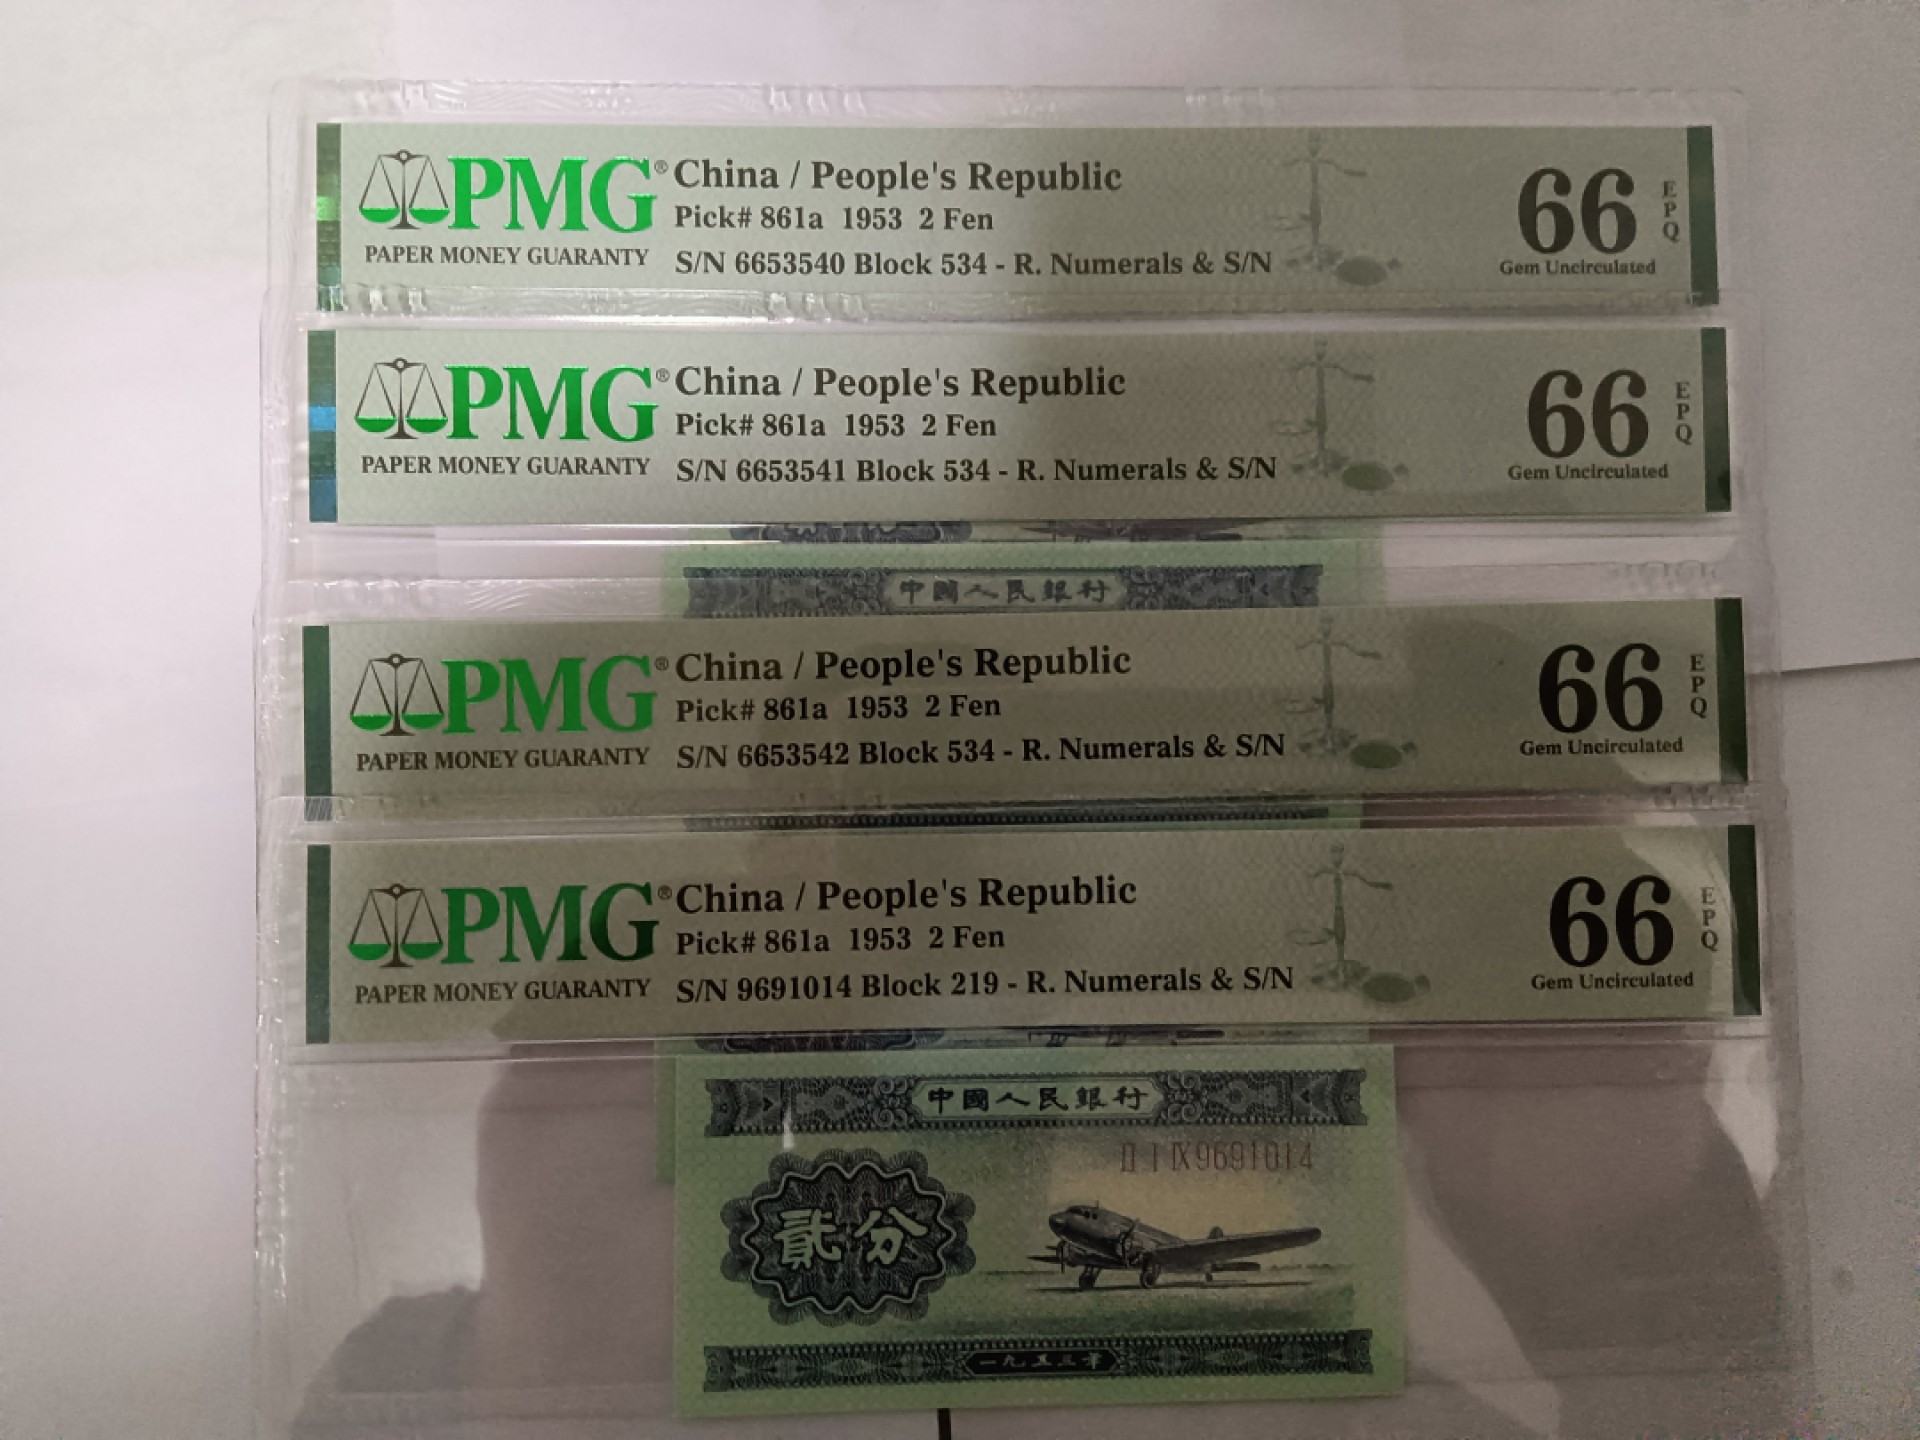 PMG® China / People's Republic
Pick# 861a 1953 2 Fen
PAPER MONEY GUARANTY S/N 6653540 Block 534 - R. Numerals & S/N
66 EPQ
Gem Uncirculated
PMG® China / People's Republic
Pick# 861a 1953 2 Fen
PAPER MONEY GUARANTY S/N 6653541 Block 534 - R. Numerals & S/N
66 EPQ
Gem Uncirculated
中國人民銀行
PMG® China / People's Republic
Pick# 861a 1953 2 Fen
PAPER MONEY GUARANTY S/N 6653542 Block 534 - R. Numerals & S/N
66 EPQ
Gem Uncirculated
PMG® China / People's Republic
Pick# 861a 1953 2 Fen
PAPER MONEY GUARANTY S/N 9691014 Block 219 - R. Numerals & S/N
66 EPQ
Gem Uncirculated
中國人民銀行
II I IX 9691014
貳分
一九五三年